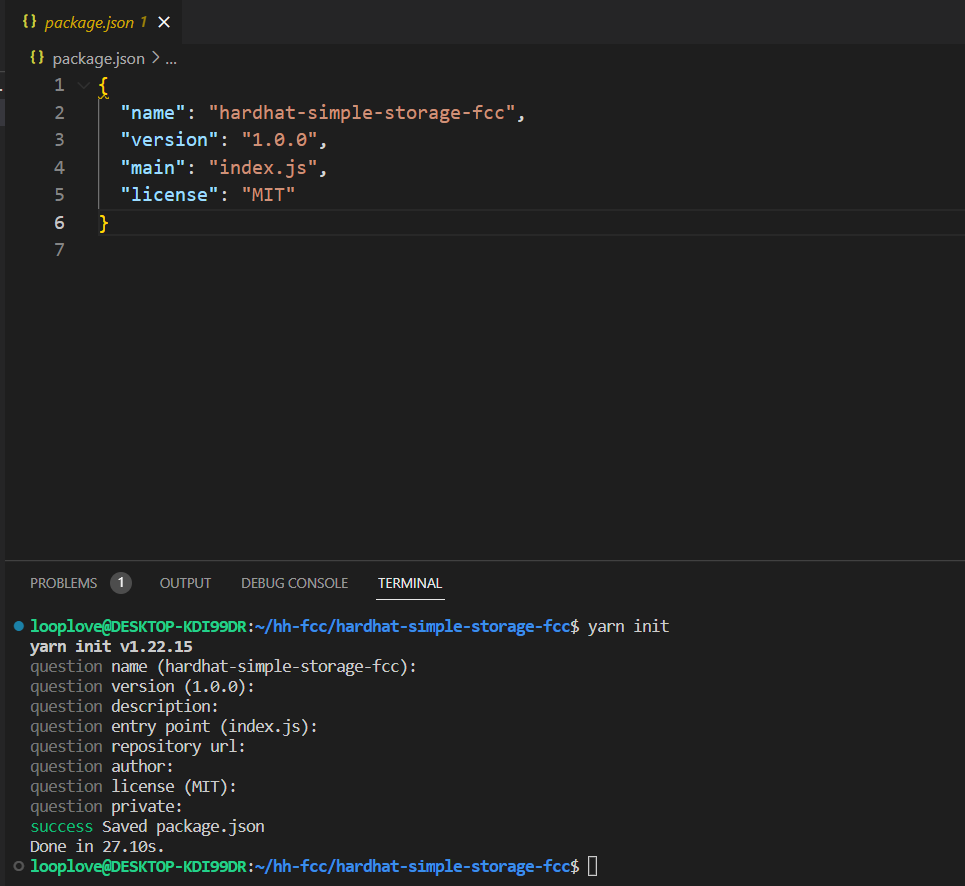 {} package.json 1 ×
{} package.json > ...
1 {
2 "name": "hardhat-simple-storage-fcc",
3 "version": "1.0.0",
4 "main": "index.js",
5 "license": "MIT"
6 }
7
PROBLEMS 1 OUTPUT DEBUG CONSOLE TERMINAL
looplove@DESKTOP-KDI99DR:~/hh-fcc/hardhat-simple-storage-fcc$ yarn init
yarn init v1.22.15
question name (hardhat-simple-storage-fcc):
question version (1.0.0):
question description:
question entry point (index.js):
question repository url:
question author:
question license (MIT):
question private:
success Saved package.json
Done in 27.10s.
looplove@DESKTOP-KDI99DR:~/hh-fcc/hardhat-simple-storage-fcc$